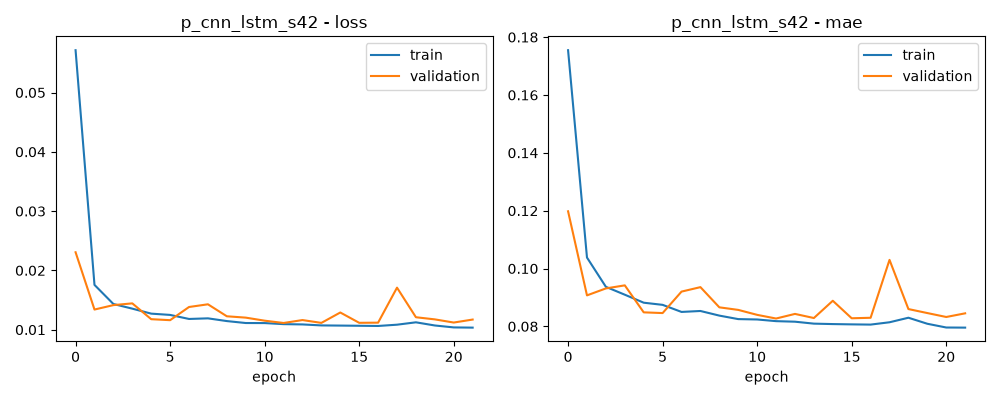 p_cnn_lstm_s42 - loss
train
validation
0.05
0.04
0.03
0.02
0.01
0 5 10 15 20
epoch
p_cnn_lstm_s42 - mae
train
validation
0.18
0.16
0.14
0.12
0.10
0.08
0 5 10 15 20
epoch